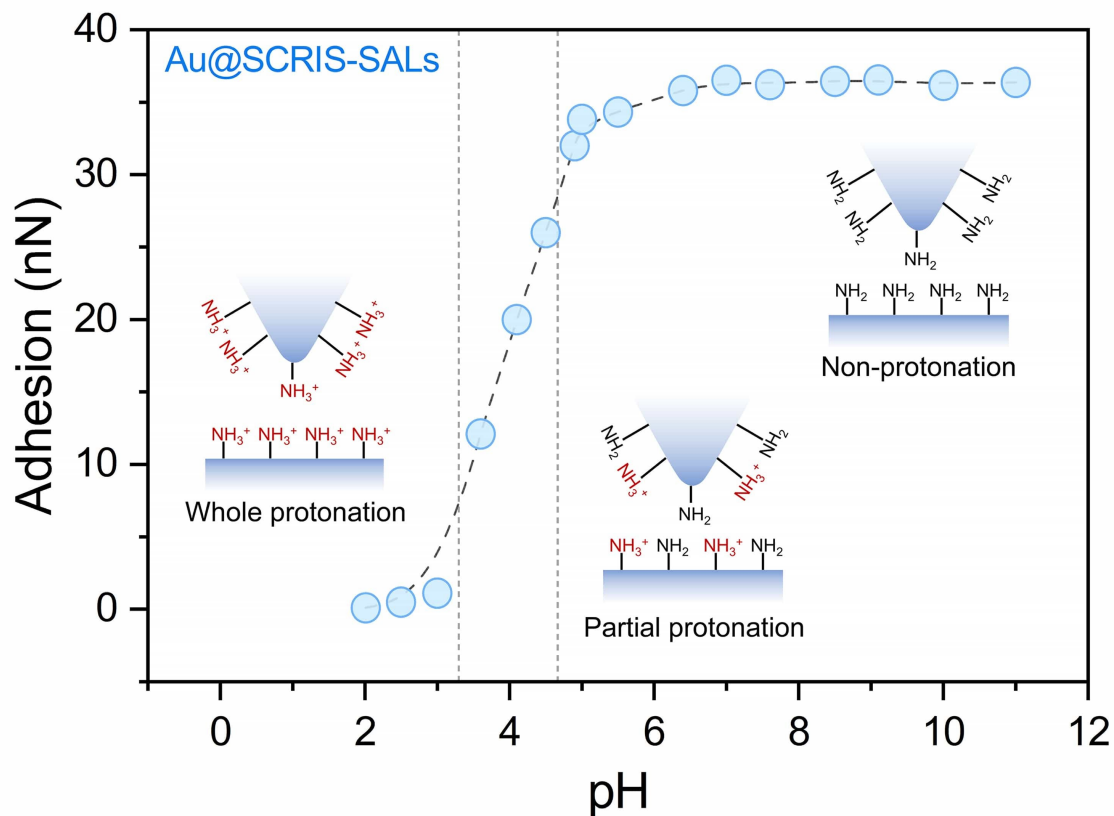 Au@SCRIS-SALs
Adhesion (nN)
40
30
20
10
0
NH₃⁺ NH₃⁺ NH₃⁺ NH₃⁺ NH₃⁺
NH₃⁺ NH₃⁺ NH₃⁺ NH₃⁺
Whole protonation
NH₂ NH₃⁺ NH₂ NH₃⁺ NH₂
NH₃⁺ NH₂ NH₃⁺ NH₂
Partial protonation
NH₂ NH₂ NH₂ NH₂ NH₂
NH₂ NH₂ NH₂ NH₂
Non-protonation
0 2 4 6 8 10 12
pH